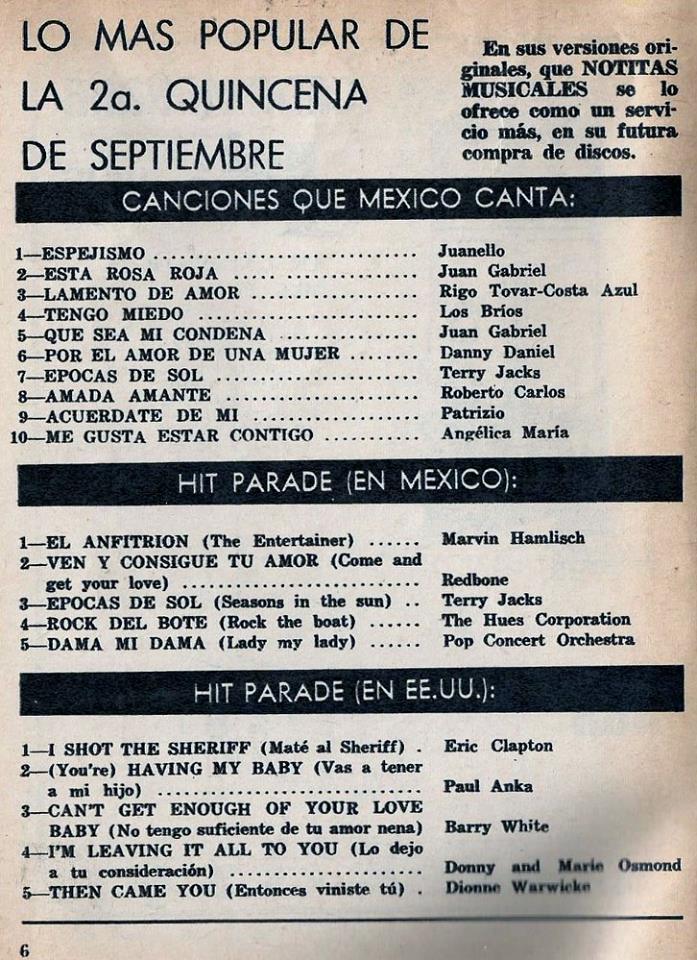 LO MAS POPULAR DE
LA 2a. QUINCENA
DE SEPTIEMBRE
En sus versiones ori-
ginales, que NOTITAS
MUSICALES se lo
ofrece como un servi-
cio más, en su futura
compra de discos.
CANCIONES QUE MEXICO CANTA:
1—ESPEJISMO ................................ Juanello
2—ESTA ROSA ROJA ..... ............... Juan Gabriel
3—LAMENTO DE AMOR .................. Rigo Tovar-Costa Azul
4—TENGO MIEDO .......................... Los Bríos
5—QUE SEA MI CONDENA ............... Juan Gabriel
6—POR EL AMOR DE UNA MUJER ........ Danny Daniel
7—EPOCAS DE SOL ....................... Terry Jacks
8—AMADA AMANTE ...................... Roberto Carlos
9—ACUERDATE DE MI .................. Patrizio
10—ME GUSTA ESTAR CONTIGO .......... Angélica María
HIT PARADE (EN MEXICO):
1—EL ANFITRION (The Entertainer) ...... Marvin Hamlisch
2—VEN Y CONSIGUE TU AMOR (Come and
get your love) .......................... Redbone
3—EPOCAS DE SOL (Seasons in the sun) .. Terry Jacks
4—ROCK DEL BOTE (Rock the boat) ...... The Hues Corporation
5—DAMA MI DAMA (Lady my lady) ...... Pop Concert Orchestra
HIT PARADE (EN EE.UU.):
1—I SHOT THE SHERIFF (Maté al Sheriff) . Eric Clapton
2—(You're) HAVING MY BABY (Vas a tener
a mi hijo) ................................ Paul Anka
3—CAN'T GET ENOUGH OF YOUR LOVE
BABY (No tengo suficiente de tu amor nena) Barry White
4—I'M LEAVING IT ALL TO YOU (Lo dejo
a tu consideración) ..................... Donny and Marie Osmond
5—THEN CAME YOU (Entonces viniste tú) . Dionne Warwicke
6